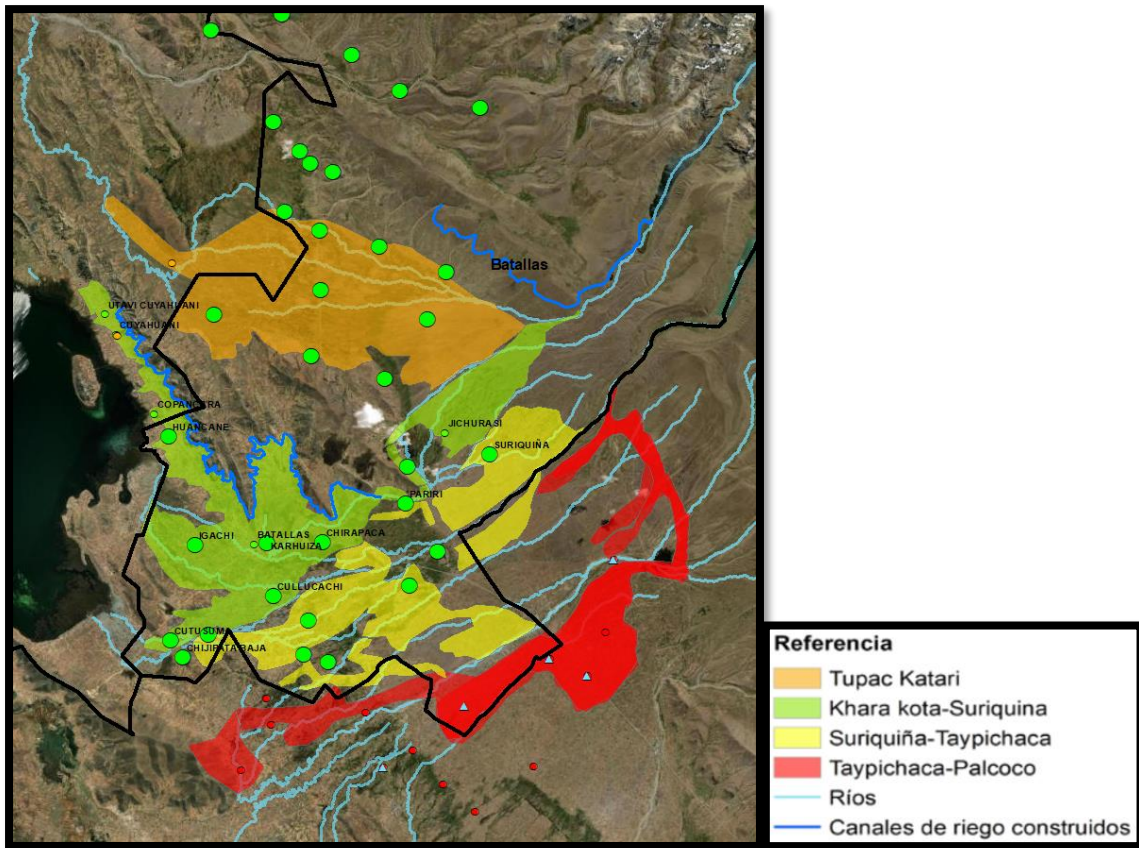 Batallas
UTAVI CUYAHUANI
CUYAHUANI
COPANCARA
HUANCANE
JICHURASI
SURIQUIÑA
PARIRI
IGACHI
BATALLAS
CHIRAPACA
KARHUIZA
CULLUCACHI
CUTUSUMA
CHIJIPATA BAJA
Referencia
Tupac Katari
Khara kota-Suriquina
Suriquiña-Taypichaca
Taypichaca-Palcoco
Ríos
Canales de riego construidos